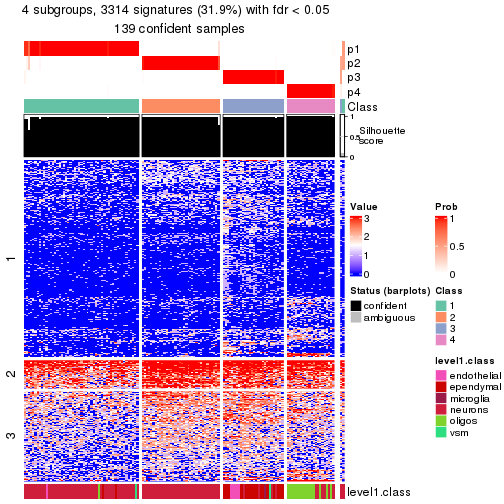 4 subgroups, 3314 signatures (31.9%) with fdr < 0.05
139 confident samples
p1
p2
p3
p4
Class
1
0.5
0
Silhouette
score
1
2
3
level1.class
Value
3
2
1
0
Prob
1
0.5
0
Status (barplots)
confident
ambiguous
Class
1
2
3
4
level1.class
endothelial
ependymal
microglia
neurons
oligos
vsm